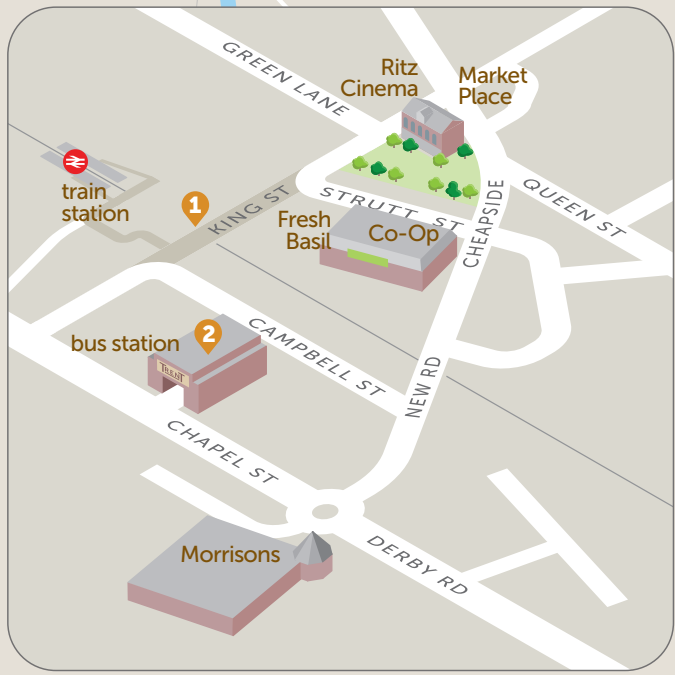 GREEN LANE
Ritz
Cinema
Market
Place
train
station
1
KING ST
STRUTT ST
QUEEN ST
CHEAPSIDE
Fresh
Basil
Co-Op
bus station
2
TRENT
CAMPBELL ST
NEW RD
CHAPEL ST
Morrisons
DERBY RD